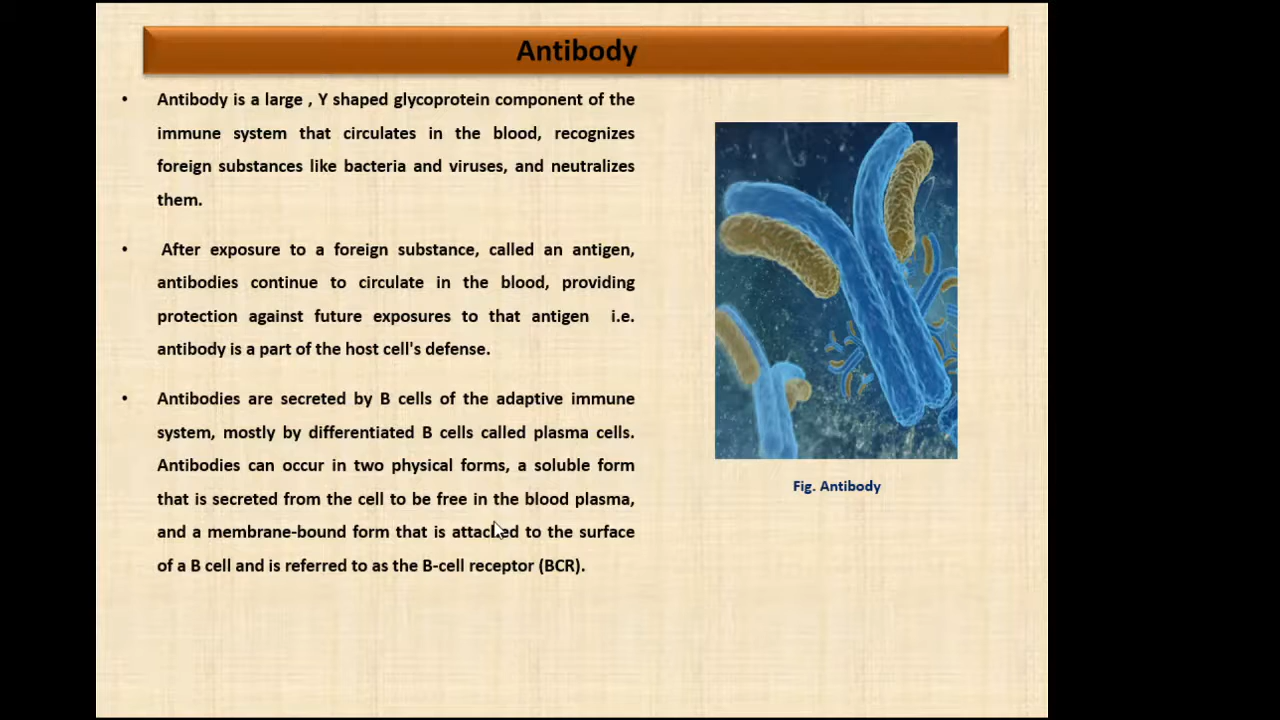 Antibody
• Antibody is a large , Y shaped glycoprotein component of the
immune system that circulates in the blood, recognizes
foreign substances like bacteria and viruses, and neutralizes
them.
• After exposure to a foreign substance, called an antigen,
antibodies continue to circulate in the blood, providing
protection against future exposures to that antigen i.e.
antibody is a part of the host cell's defense.
• Antibodies are secreted by B cells of the adaptive immune
system, mostly by differentiated B cells called plasma cells.
Antibodies can occur in two physical forms, a soluble form
that is secreted from the cell to be free in the blood plasma,
and a membrane-bound form that is attached to the surface
of a B cell and is referred to as the B-cell receptor (BCR).
Fig. Antibody